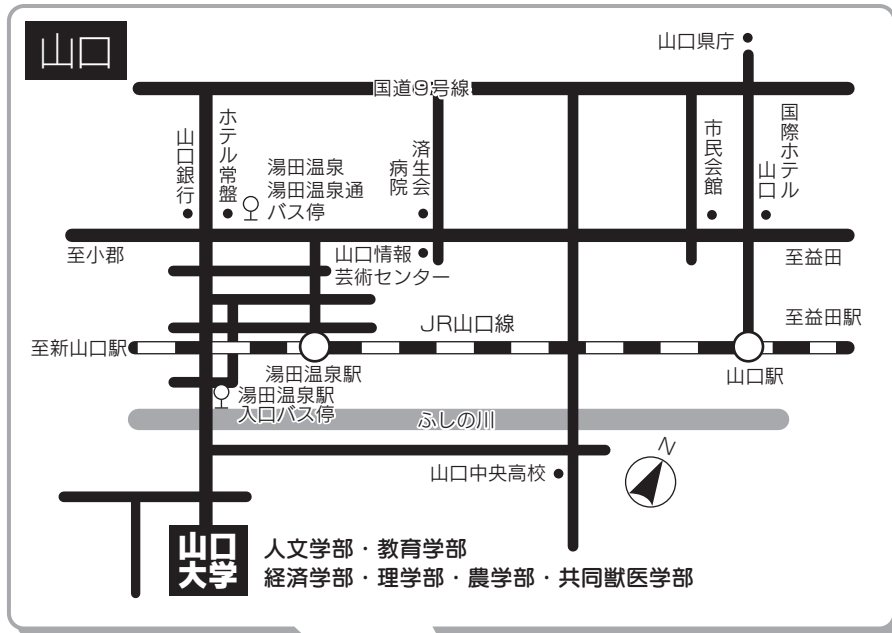 山口
山口県庁
国道9号線
山口銀行
ホテル常盤
湯田温泉
湯田温泉通
バス停
済生会
病院
市民会館
国際ホテル
山口
至小郡
山口情報
芸術センター
至益田
JR山口線
至益田駅
至新山口駅
湯田温泉駅
山口駅
湯田温泉駅
入口バス停
ふしの川
N
山口中央高校
山口
大学
人文学部・教育学部
経済学部・理学部・農学部・共同獣医学部